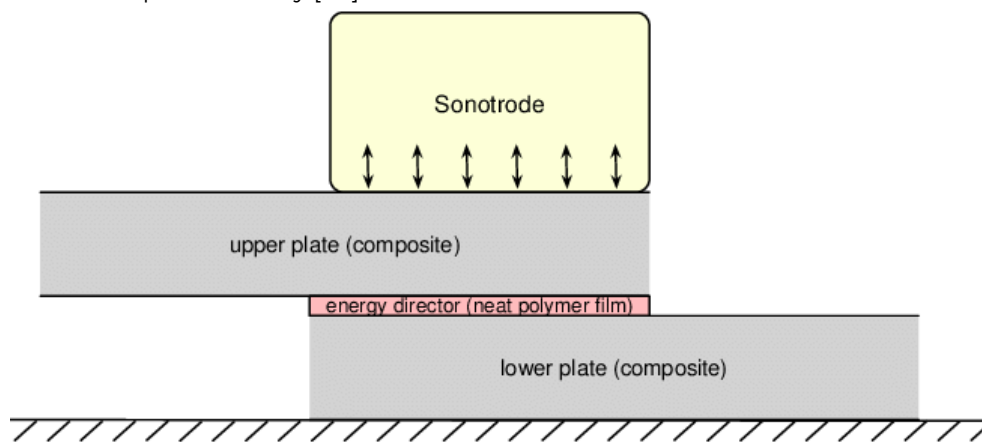 Sonotrode
upper plate (composite)
energy director (neat polymer film)
lower plate (composite)